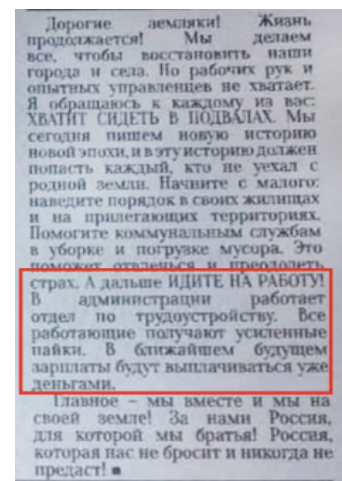 Дорогие земляки! Жизнь
продолжается! Мы делаем
все, чтобы восстановить наши
города и села. Но рабочих рук и
опытных управленцев не хватает.
Я обращаюсь к каждому из вас:
ХВАТИТ СИДЕТЬ В ПОДВАЛАХ. Мы
сегодня пишем новую историю
новой эпохи, и в эту историю должен
попасть каждый, кто не уехал с
родной земли. Начните с малого:
наведите порядок в своих жилищах
и на прилегающих территориях.
Помогите коммунальным службам
в уборке и погрузке мусора. Это
поможет отвлечься и преодолеть
страх. А дальше ИДИТЕ НА РАБОТУ!
В администрации работает
отдел по трудоустройству. Все
работающие получают усиленные
пайки. В ближайшем будущем
зарплаты будут выплачиваться уже
деньгами.
Главное – мы вместе и мы на
своей земле! За нами Россия,
для которой мы братья! Россия,
которая нас не бросит и никогда не
предаст! ■